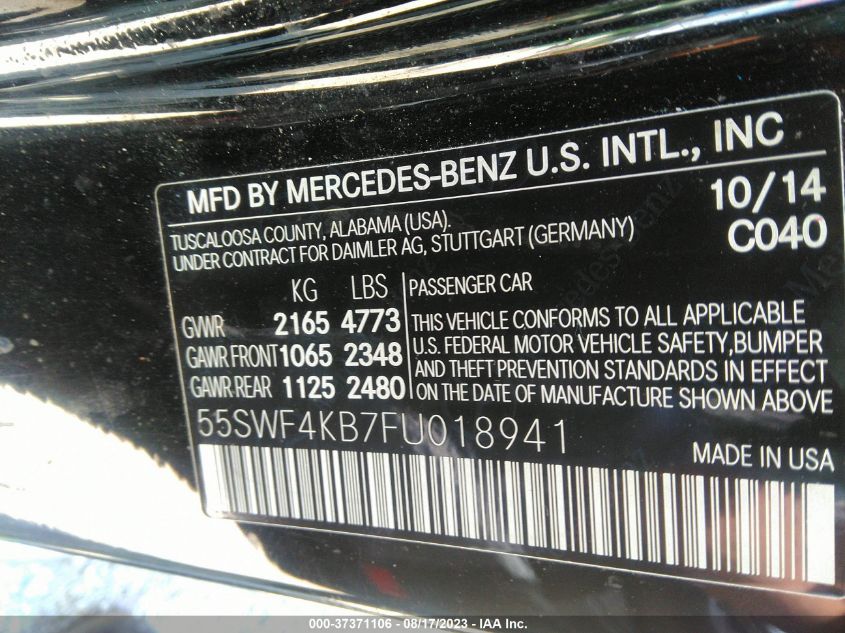 MFD BY MERCEDES-BENZ U.S. INTL., INC
TUSCALOOSA COUNTY, ALABAMA (USA).
UNDER CONTRACT FOR DAIMLER AG, STUTTGART (GERMANY)
10/14
C040
KG LBS
GVWR 2165 4773
GAWR FRONT 1065 2348
GAWR REAR 1125 2480
PASSENGER CAR
THIS VEHICLE CONFORMS TO ALL APPLICABLE
U.S. FEDERAL MOTOR VEHICLE SAFETY, BUMPER
AND THEFT PREVENTION STANDARDS IN EFFECT
ON THE DATE OF MANUFACTURE SHOWN ABOVE
55SWF4KB7FU018941
MADE IN USA
000-37371106 - 08/17/2023 - IAA Inc.